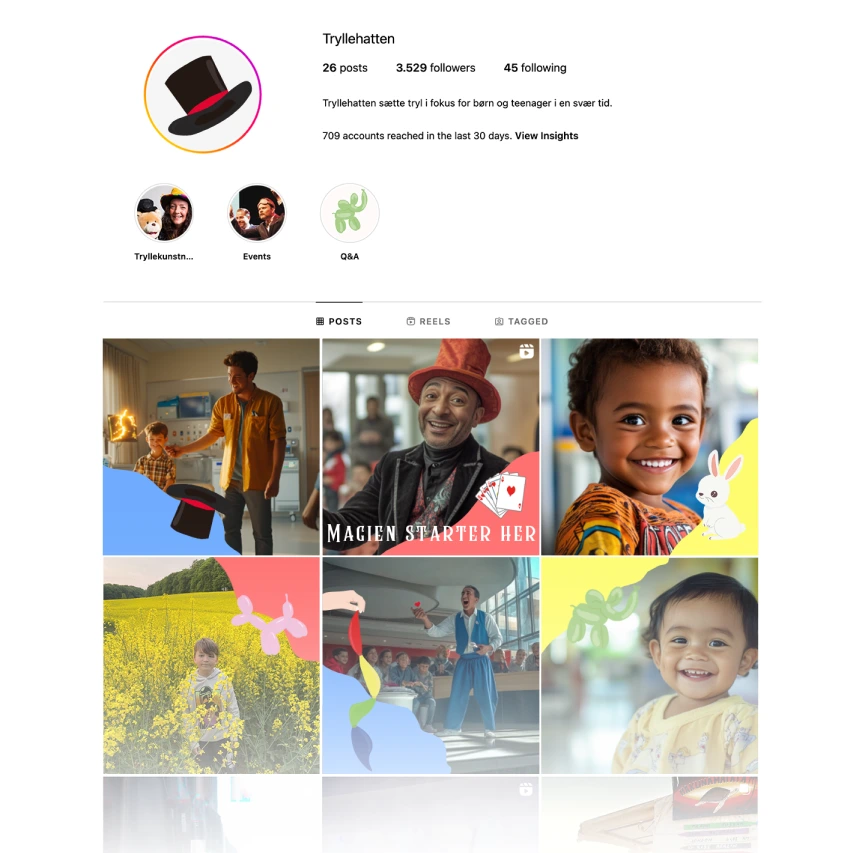 Tryllehatten
26 posts 3.529 followers 45 following
Tryllehatten sætte tryl i fokus for børn og teenager i en svær tid.
709 accounts reached in the last 30 days. View Insights
Tryllekunstn... Events Q&A
POSTS REELS TAGGED
MAGIEN STARTER HER